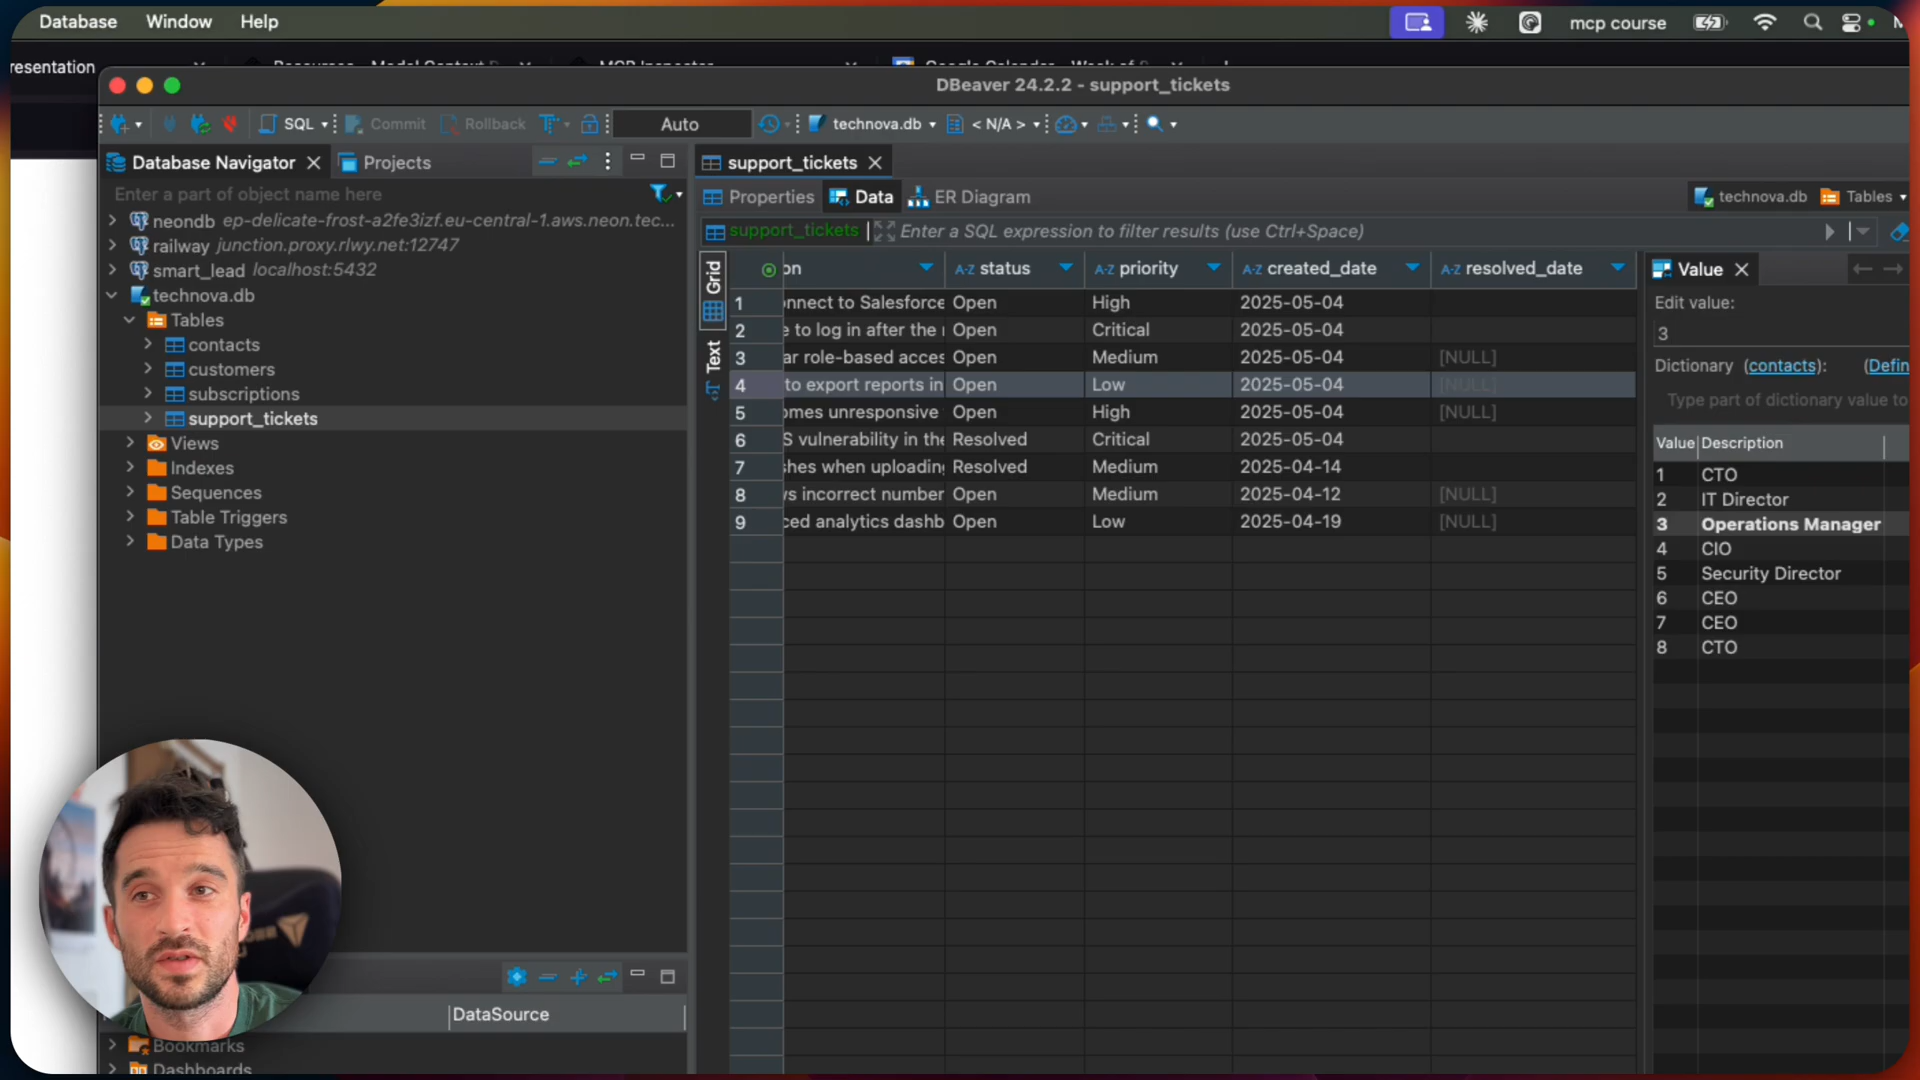 Database Window Help
mcp course
resentation
DBeaver 24.2.2 - support_tickets
SQL Commit Rollback Auto technova.db < N/A >
Database Navigator Projects
support_tickets
Enter a part of object name here
Properties Data ER Diagram technova.db Tables
neondb ep-delicate-frost-a2fe3izf.eu-central-1.aws.neon.tec...
railway junction.proxy.rlwy.net:12747
smart_lead localhost:5432
technova.db
Tables
contacts
customers
subscriptions
support_tickets
Views
Indexes
Sequences
Table Triggers
Data Types
support_tickets Enter a SQL expression to filter results (use Ctrl+Space)
Grid
Text
on A-Z status A-Z priority A-Z created_date A-Z resolved_date
1 onnect to Salesforce Open High 2025-05-04
2 e to log in after the Open Critical 2025-05-04
3 ar role-based acces Open Medium 2025-05-04 [NULL]
4 to export reports in Open Low 2025-05-04 [NULL]
5 omes unresponsive Open High 2025-05-04 [NULL]
6 S vulnerability in the Resolved Critical 2025-05-04
7 shes when uploading Resolved Medium 2025-04-14
8 vs incorrect number Open Medium 2025-04-12 [NULL]
9 ced analytics dashb Open Low 2025-04-19 [NULL]
Value
Edit value:
3
Dictionary (contacts): (Defin
Type part of dictionary value to
Value Description
1 CTO
2 IT Director
3 Operations Manager
4 CIO
5 Security Director
6 CEO
7 CEO
8 CTO
DataSource
Bookmarks
Dashboards